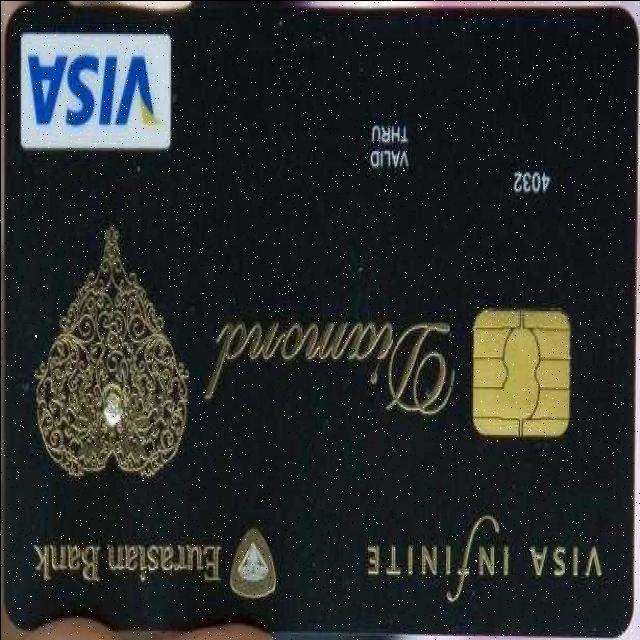 VISA INFINITE
Eurasian Bank
Diamond
4032
VALID
THRU
VISA